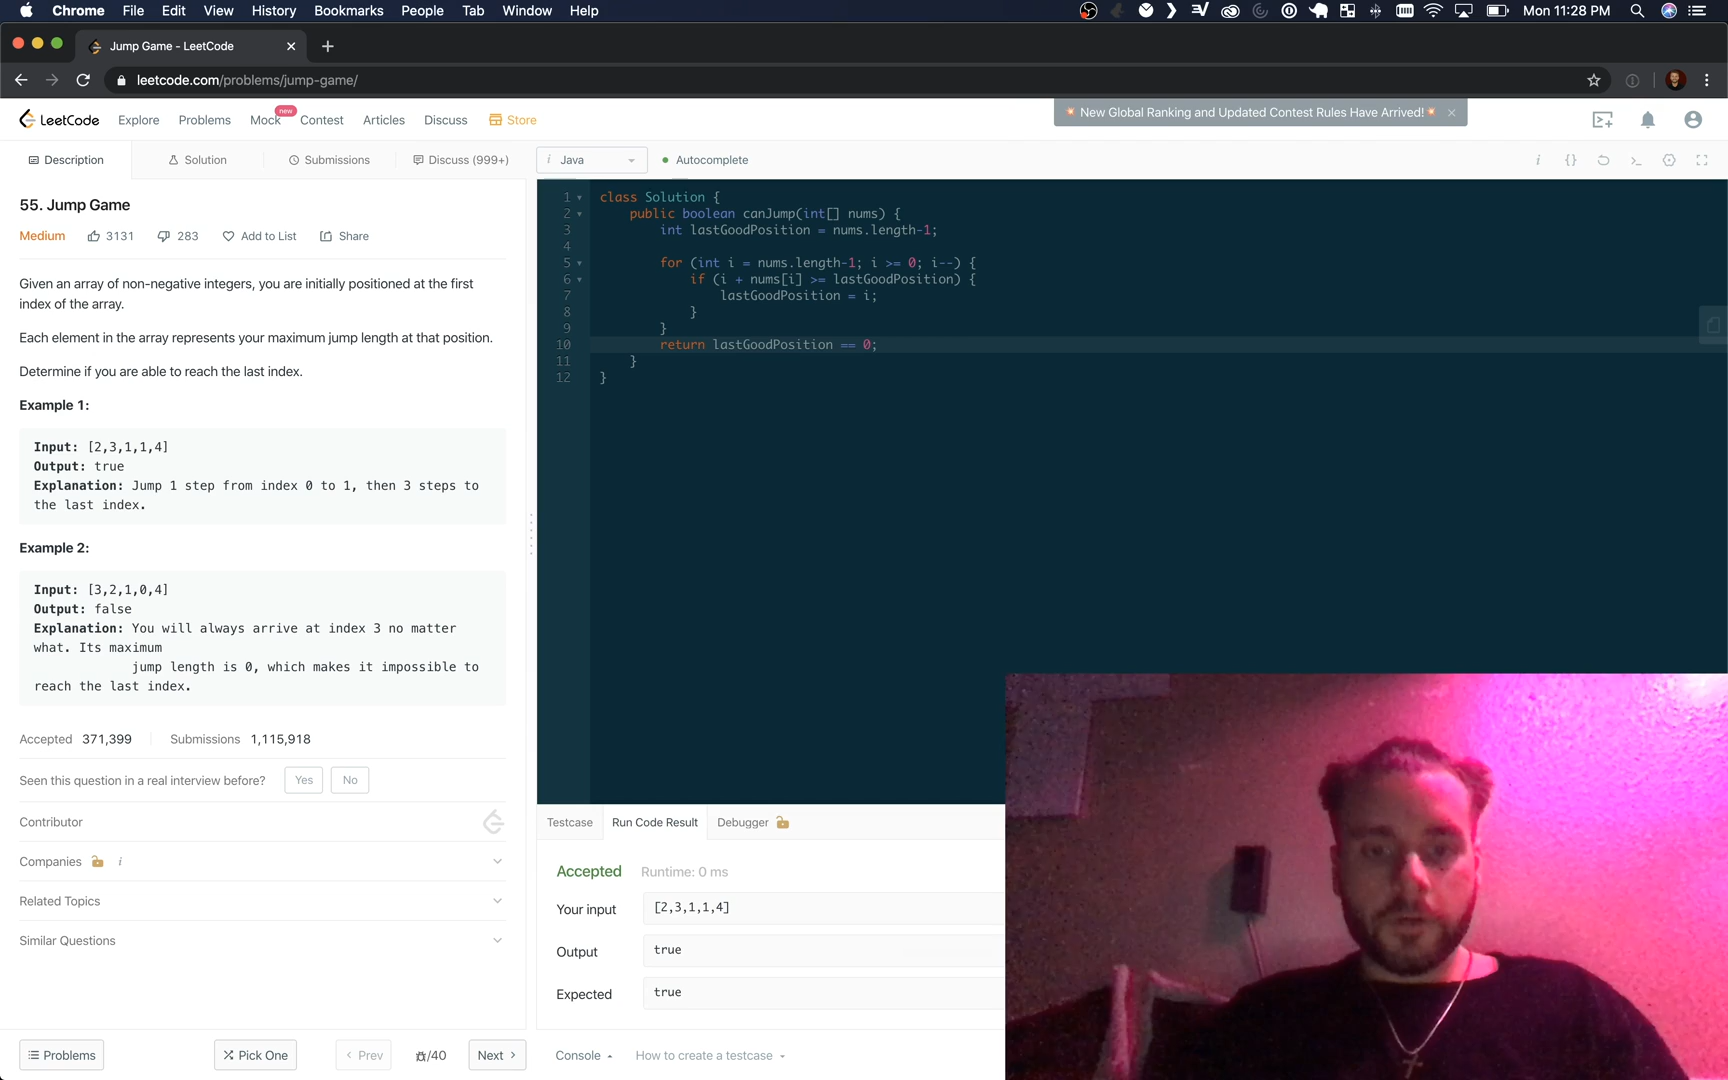 Chrome File Edit View History Bookmarks People Tab Window Help Mon 11:28 PM
Jump Game - LeetCode
leetcode.com/problems/jump-game/
LeetCode Explore Problems Mock new Contest Articles Discuss Store
New Global Ranking and Updated Contest Rules Have Arrived!
Description Solution Submissions Discuss (999+)
i Java Autocomplete
55. Jump Game
Medium 3131 283 Add to List Share
Given an array of non-negative integers, you are initially positioned at the first
index of the array.
Each element in the array represents your maximum jump length at that position.
Determine if you are able to reach the last index.
Example 1:
Input: [2,3,1,1,4]
Output: true
Explanation: Jump 1 step from index 0 to 1, then 3 steps to
the last index.
Example 2:
Input: [3,2,1,0,4]
Output: false
Explanation: You will always arrive at index 3 no matter
what. Its maximum
jump length is 0, which makes it impossible to
reach the last index.
Accepted 371,399 Submissions 1,115,918
Seen this question in a real interview before? Yes No
Contributor
Companies i
Related Topics
Similar Questions
Problems Pick One < Prev /40 Next >
1 class Solution {
2 public boolean canJump(int[] nums) {
3 int lastGoodPosition = nums.length-1;
4
5 for (int i = nums.length-1; i >= 0; i--) {
6 if (i + nums[i] >= lastGoodPosition) {
7 lastGoodPosition = i;
8 }
9 }
10 return lastGoodPosition == 0;
11 }
12 }
Testcase Run Code Result Debugger
Accepted Runtime: 0 ms
Your input [2,3,1,1,4]
Output true
Expected true
Console How to create a testcase